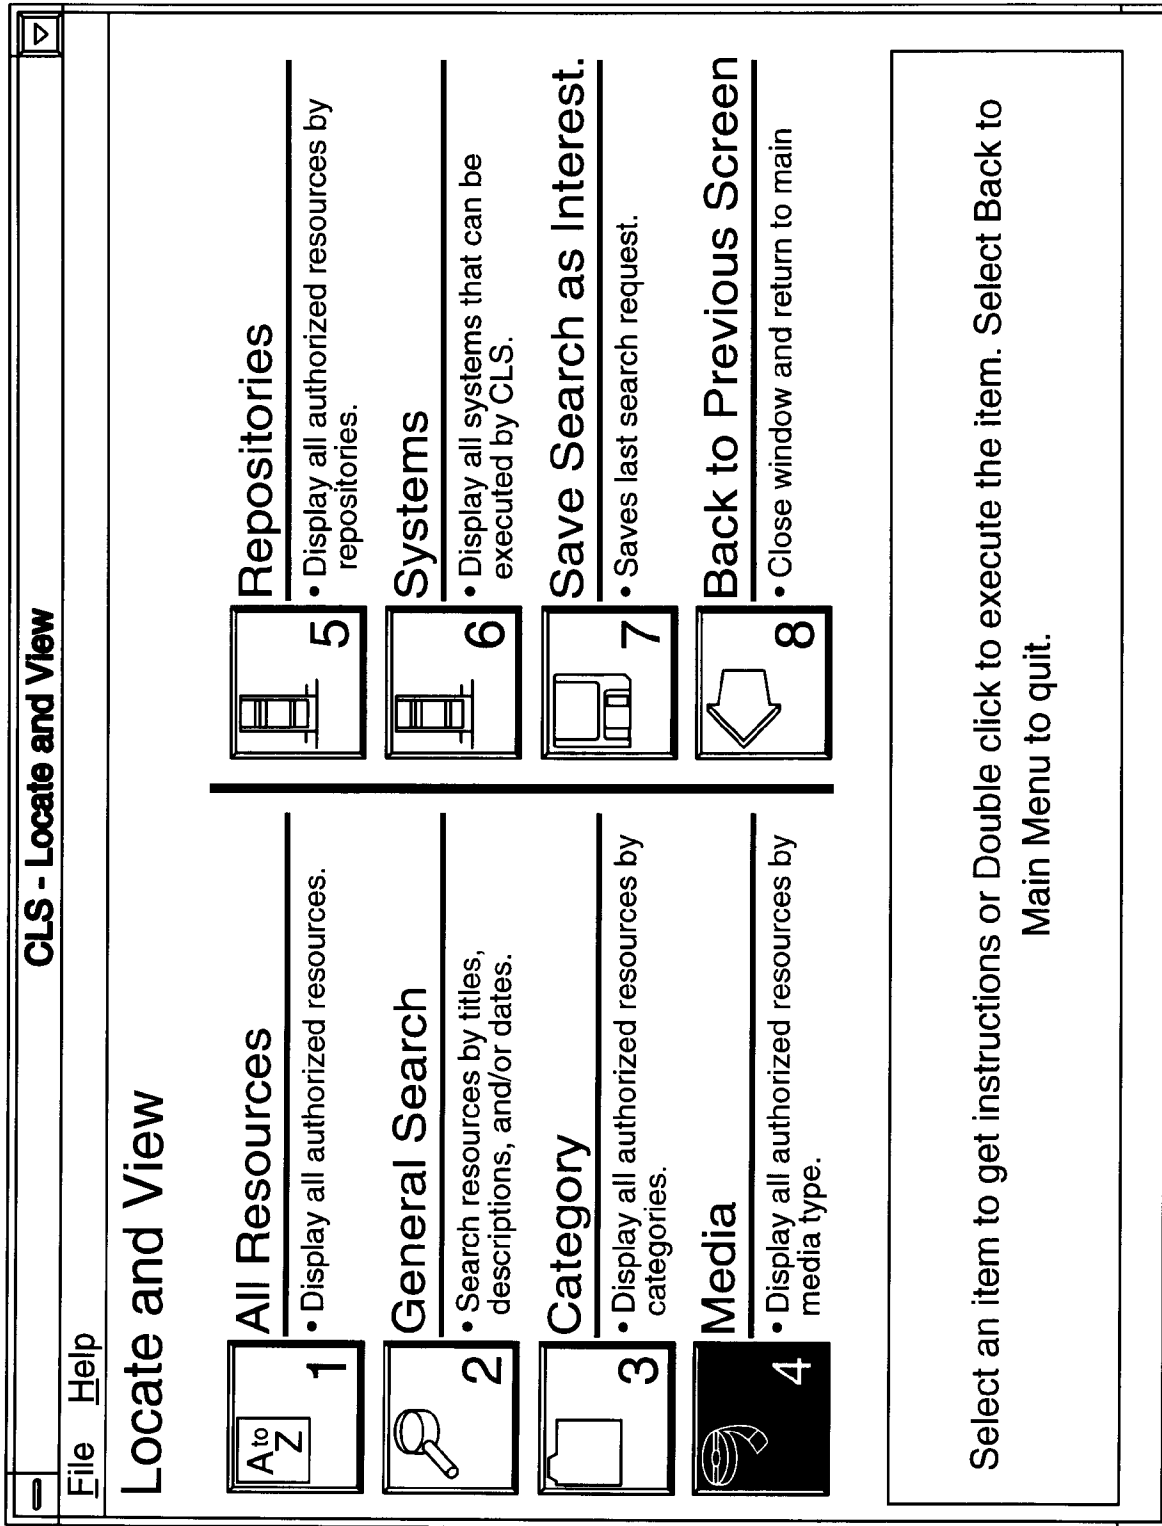 CLS - Locate and View
File Help
Locate and View
A to
Z
1
All Resources
• Display all authorized resources.
2
General Search
• Search resources by titles,
descriptions, and/or dates.
3
Category
• Display all authorized resources by
categories.
4
Media
• Display all authorized resources by
media type.
5
Repositories
• Display all authorized resources by
repositories.
6
Systems
• Display all systems that can be
executed by CLS.
7
Save Search as Interest.
• Saves last search request.
8
Back to Previous Screen
• Close window and return to main
Select an item to get instructions or Double click to execute the item. Select Back to
Main Menu to quit.